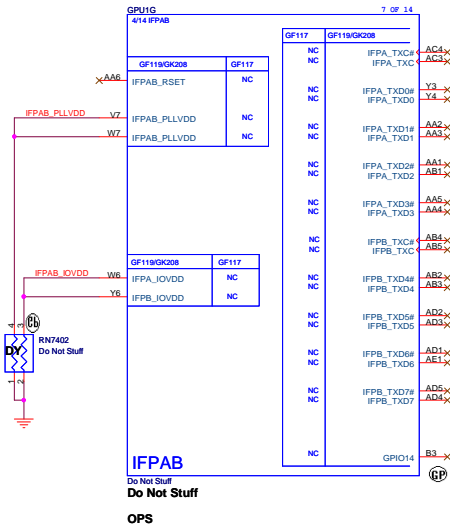 GPU1G 7 OF 14
4/14 IFPAB
GF117 GF119/GK208
GF119/GK208 GF117
AA6 IFPAB_RSET NC
IFPAB_PLLVDD V7 IFPAB_PLLVDD NC
W7 IFPAB_PLLVDD NC
GF119/GK208 GF117
IFPAB_IOVDD W6 IFPA_IOVDD NC
Y6 IFPB_IOVDD NC
NC IFPA_TXC# AC4
NC IFPA_TXC AC3
NC IFPA_TXD0# Y3
NC IFPA_TXD0 Y4
NC IFPA_TXD1# AA2
NC IFPA_TXD1 AA3
NC IFPA_TXD2# AA1
NC IFPA_TXD2 AB1
NC IFPA_TXD3# AA5
NC IFPA_TXD3 AA4
NC IFPB_TXC# AB4
NC IFPB_TXC AB5
NC IFPB_TXD4# AB2
NC IFPB_TXD4 AB3
NC IFPB_TXD5# AD2
NC IFPB_TXD5 AD3
NC IFPB_TXD6# AD1
NC IFPB_TXD6 AE1
NC IFPB_TXD7# AD5
NC IFPB_TXD7 AD4
NC GPIO14 B3
4 3
RN7402
DY Do Not Stuff
1 2
IFPAB
GP
Do Not Stuff
Do Not Stuff
OPS